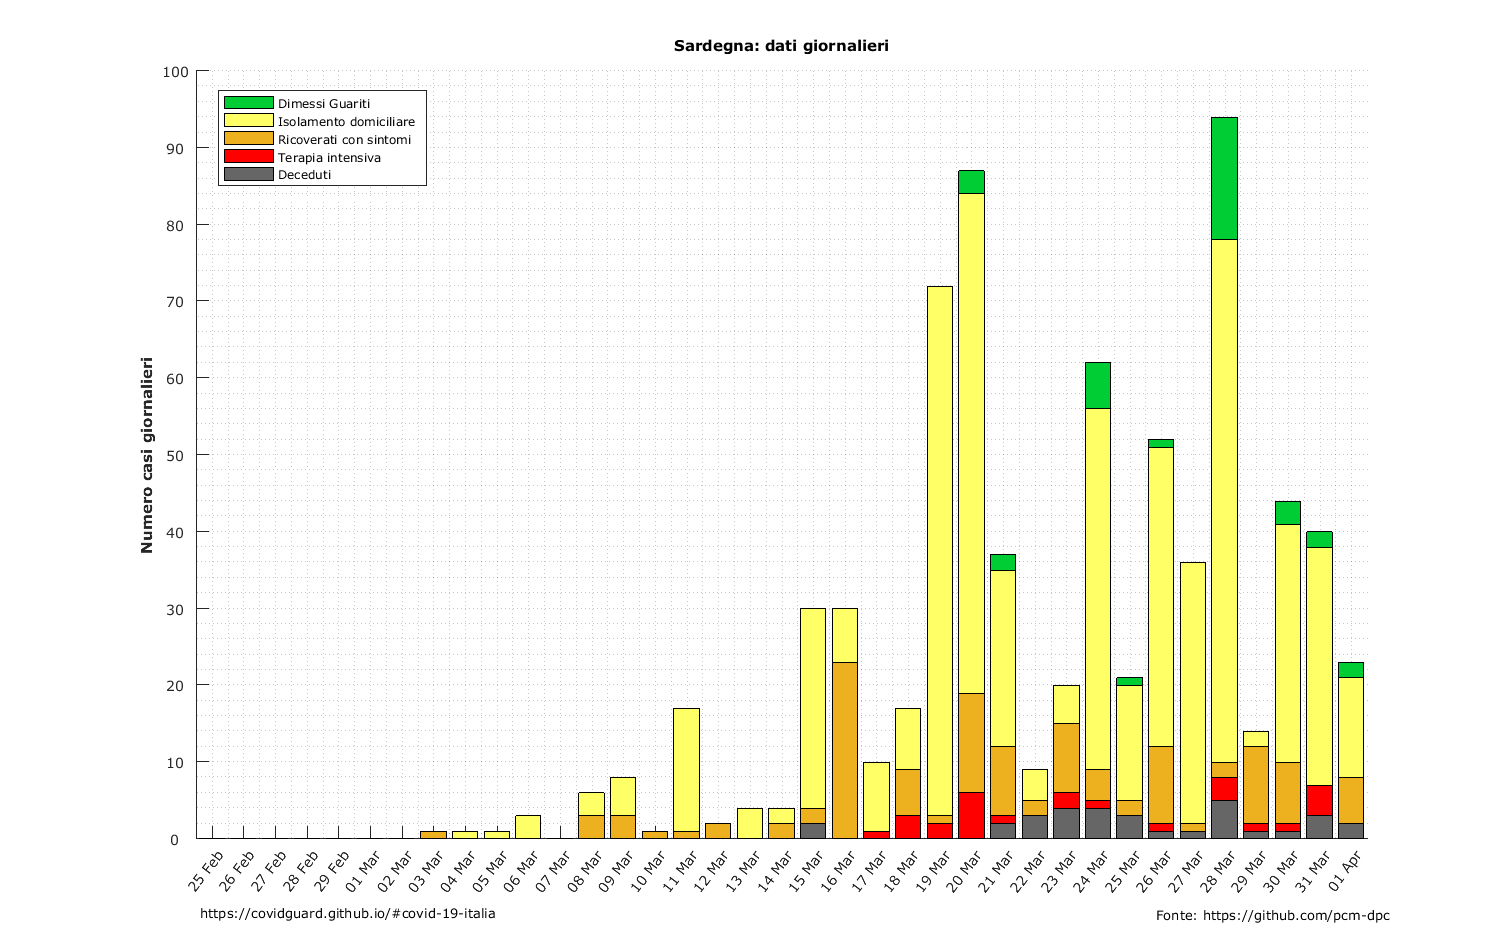 Sardegna: dati giornalieri
Numero casi giornalieri
100
90
80
70
60
50
40
30
20
10
0
Dimessi Guariti
Isolamento domiciliare
Ricoverati con sintomi
Terapia intensiva
Deceduti
25 Feb
26 Feb
27 Feb
28 Feb
29 Feb
01 Mar
02 Mar
03 Mar
04 Mar
05 Mar
06 Mar
07 Mar
08 Mar
09 Mar
10 Mar
11 Mar
12 Mar
13 Mar
14 Mar
15 Mar
16 Mar
17 Mar
18 Mar
19 Mar
20 Mar
21 Mar
22 Mar
23 Mar
24 Mar
25 Mar
26 Mar
27 Mar
28 Mar
29 Mar
30 Mar
31 Mar
01 Apr
https://covidguard.github.io/#covid-19-italia
Fonte: https://github.com/pcm-dpc